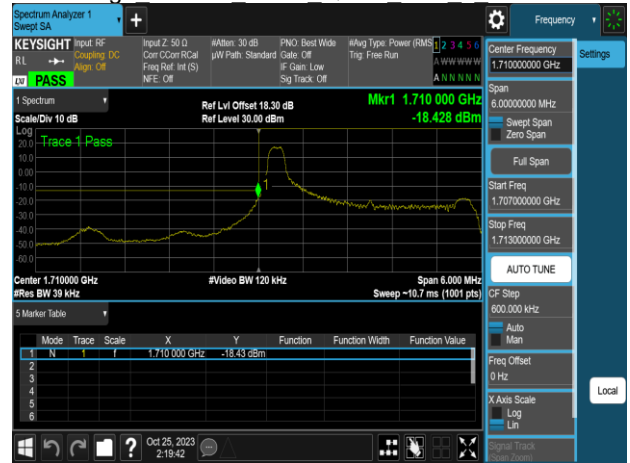 Spectrum Analyzer 1
Swept SA
+
Frequency
KEYSIGHT
RL
LXI
PASS
Input: RF
Coupling: DC
Align: Off
Input Z: 50 Ω
Corr CCorr RCal
Freq Ref: Int (S)
NFE: Off
#Atten: 30 dB
µW Path: Standard
PNO: Best Wide
Gate: Off
IF Gain: Low
Sig Track: Off
#Avg Type: Power (RMS
Trig: Free Run
1 2 3 4 5 6
A W W W W W
A N N N N N
Center Frequency
1.710000000 GHz
Settings
Span
6.00000000 MHz
Swept Span
Zero Span
Full Span
Start Freq
1.707000000 GHz
Stop Freq
1.713000000 GHz
AUTO TUNE
CF Step
600.000 kHz
Auto
Man
Freq Offset
0 Hz
X Axis Scale
Log
Lin
Signal Track
(Span Zoom)
Local
1 Spectrum
Scale/Div 10 dB
Ref Lvl Offset 18.30 dB
Ref Level 30.00 dBm
Mkr1 1.710 000 GHz
-18.428 dBm
Log
Trace 1 Pass
20.0
10.0
0.00
-10.0
-20.0
-30.0
-40.0
-50.0
-60.0
1
Center 1.710000 GHz
#Video BW 120 kHz
Span 6.000 MHz
#Res BW 39 kHz
Sweep ~10.7 ms (1001 pts)
5 Marker Table
Mode Trace Scale X Y Function Function Width Function Value
1 N 1 f 1.710 000 GHz -18.43 dBm
2
3
4
5
6
?
Oct 25, 2023
2:19:42